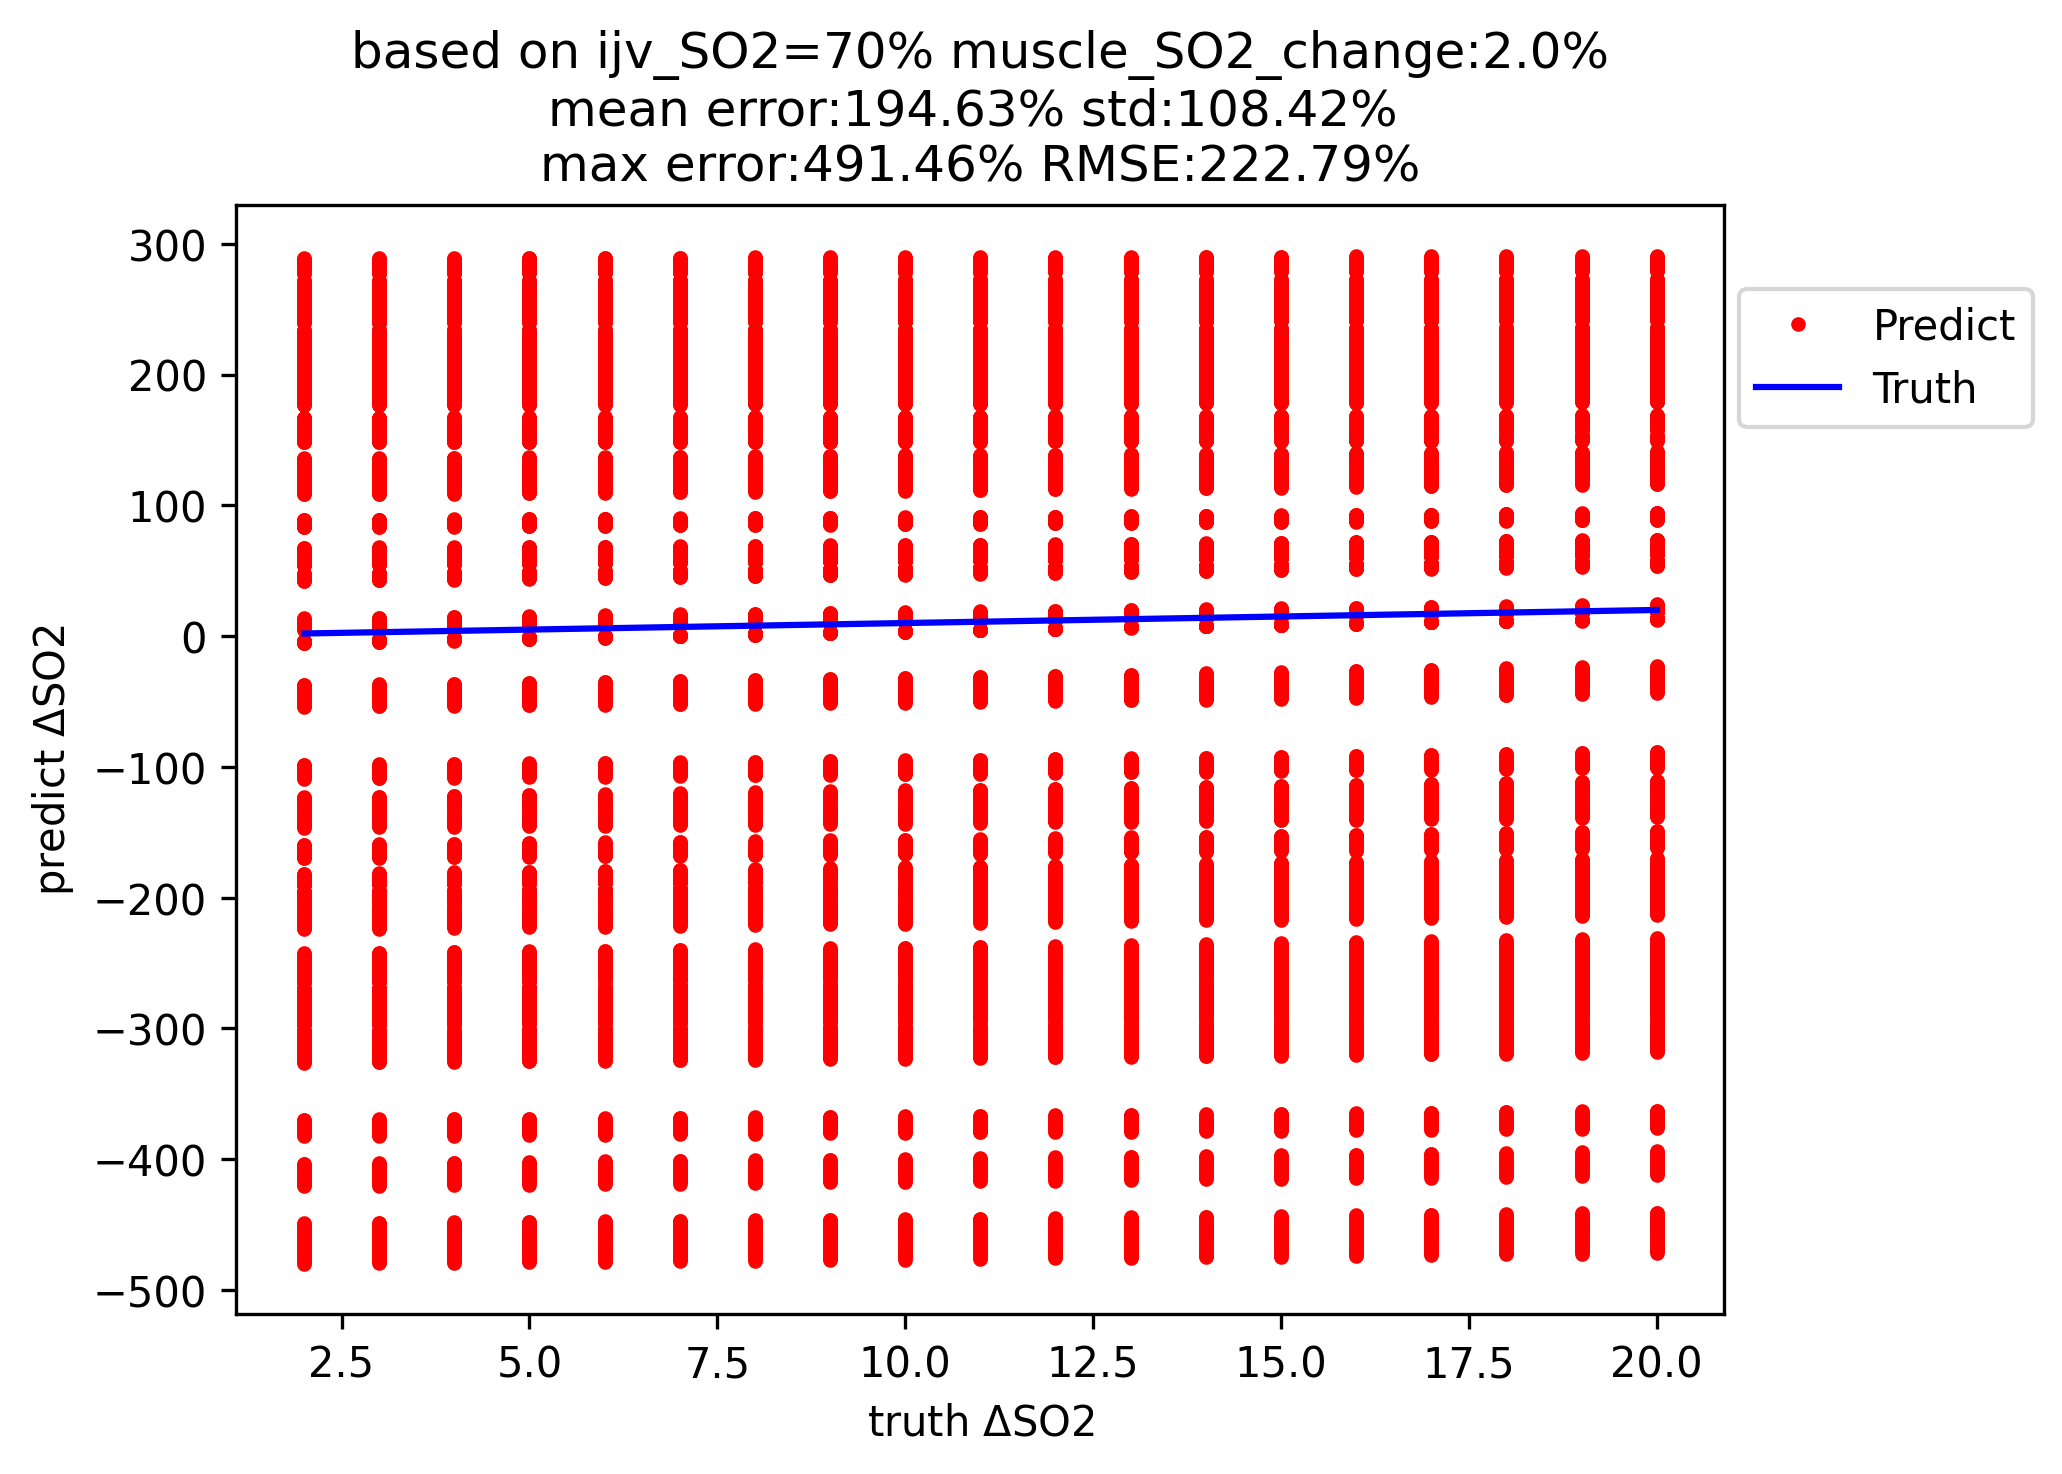 based on ijv_SO2=70% muscle_SO2_change:2.0%
mean error:194.63% std:108.42%
max error:491.46% RMSE:222.79%
300
200
100
0
−100
−200
−300
−400
−500
predict ΔSO2
2.5 5.0 7.5 10.0 12.5 15.0 17.5 20.0
truth ΔSO2
Predict
Truth